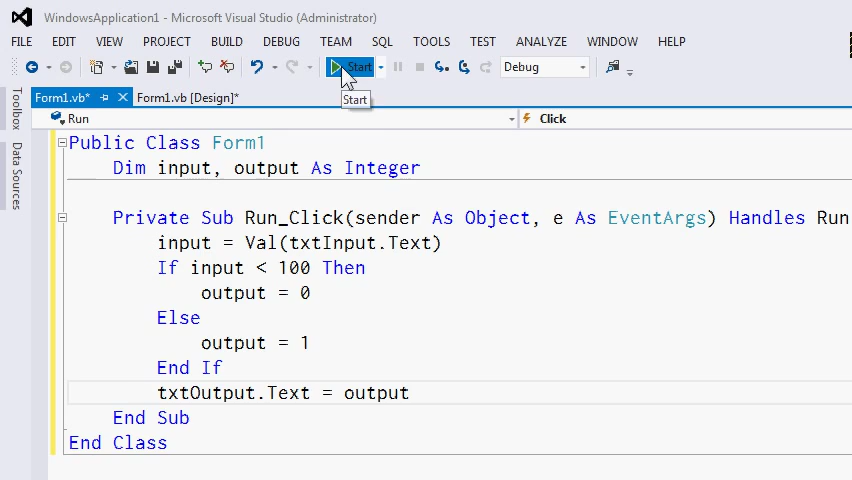 WindowsApplication1 - Microsoft Visual Studio (Administrator)
FILE EDIT VIEW PROJECT BUILD DEBUG TEAM SQL TOOLS TEST ANALYZE WINDOW HELP
Start Debug
Start
Form1.vb* Form1.vb [Design]*
Run Click
Toolbox
Data Sources
Public Class Form1
Dim input, output As Integer
Private Sub Run_Click(sender As Object, e As EventArgs) Handles Run
input = Val(txtInput.Text)
If input < 100 Then
output = 0
Else
output = 1
End If
txtOutput.Text = output
End Sub
End Class